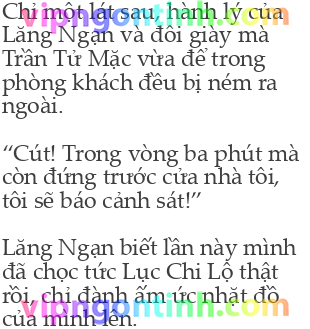 Chỉ một lát sau, hành lý của
Lăng Ngạn và đôi giày mà
Trần Tử Mặc vừa để trong
phòng khách đều bị ném ra
ngoài.
“Cút! Trong vòng ba phút mà
còn đứng trước cửa nhà tôi,
tôi sẽ báo cảnh sát!”
Lăng Ngạn biết lần này mình
đã chọc tức Lục Chi Lộ thật
rồi, chỉ đành ấm ức nhặt đồ
của mình lên.
vipngontinh.com
vipngontinh.com